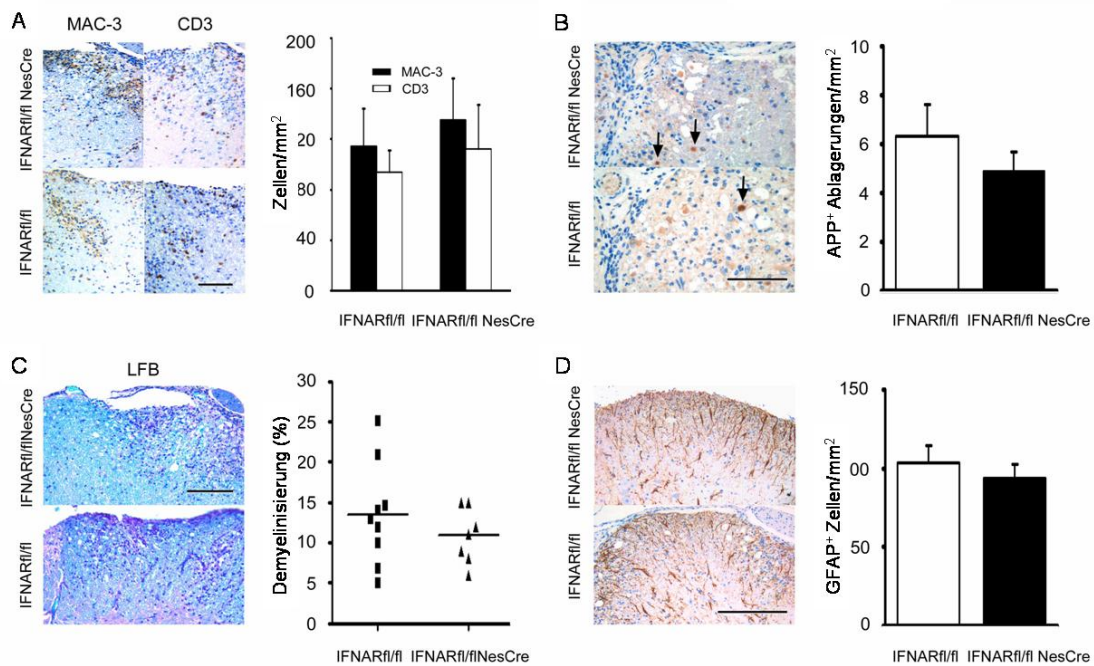 A
MAC-3 CD3
IFNARfl/fl NesCre
IFNARfl/fl
Zellen/mm²
200
160
120
80
40
0
MAC-3
CD3
IFNARfl/fl IFNARfl/fl NesCre
B
IFNARfl/fl NesCre
IFNARfl/fl
APP⁺ Ablagerungen/mm²
10
8
6
4
2
0
IFNARfl/fl IFNARfl/fl NesCre
C
LFB
IFNARfl/flNesCre
IFNARfl/fl
Demyelinisierung (%)
30
25
20
15
10
5
0
IFNARfl/fl IFNARfl/flNesCre
D
IFNARfl/fl NesCre
IFNARfl/fl
GFAP⁺ Zellen/mm²
150
00
50
0
IFNARfl/fl IFNARfl/fl NesCre